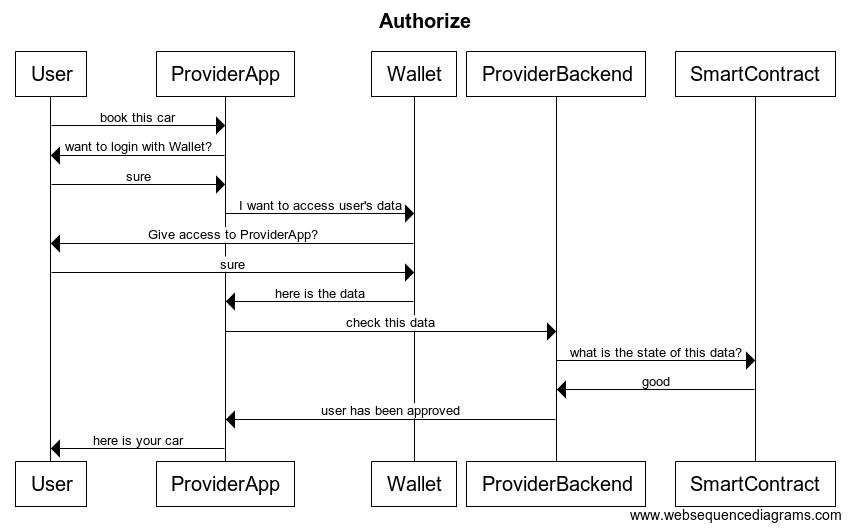 Authorize
User ProviderApp Wallet ProviderBackend SmartContract
book this car
want to login with Wallet?
sure
I want to access user's data
Give access to ProviderApp?
sure
here is the data
check this data
what is the state of this data?
good
user has been approved
here is your car
User ProviderApp Wallet ProviderBackend SmartContract
www.websequencediagrams.com